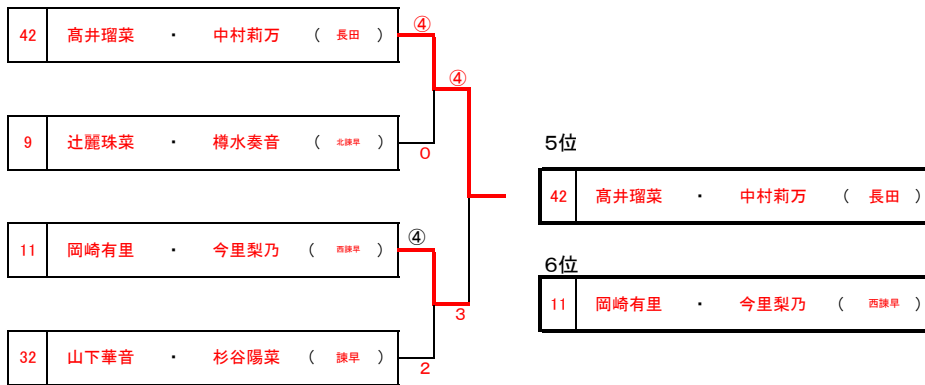 42 髙井瑠菜 ・ 中村莉万 ( 長田 ) ④
④
9 辻麗珠菜 ・ 樽水奏音 ( 北諫早 ) 0
11 岡崎有里 ・ 今里梨乃 ( 西諫早 ) ④
3
32 山下華音 ・ 杉谷陽菜 ( 諫早 ) 2
5位
42 髙井瑠菜 ・ 中村莉万 ( 長田 )
6位
11 岡崎有里 ・ 今里梨乃 ( 西諫早 )